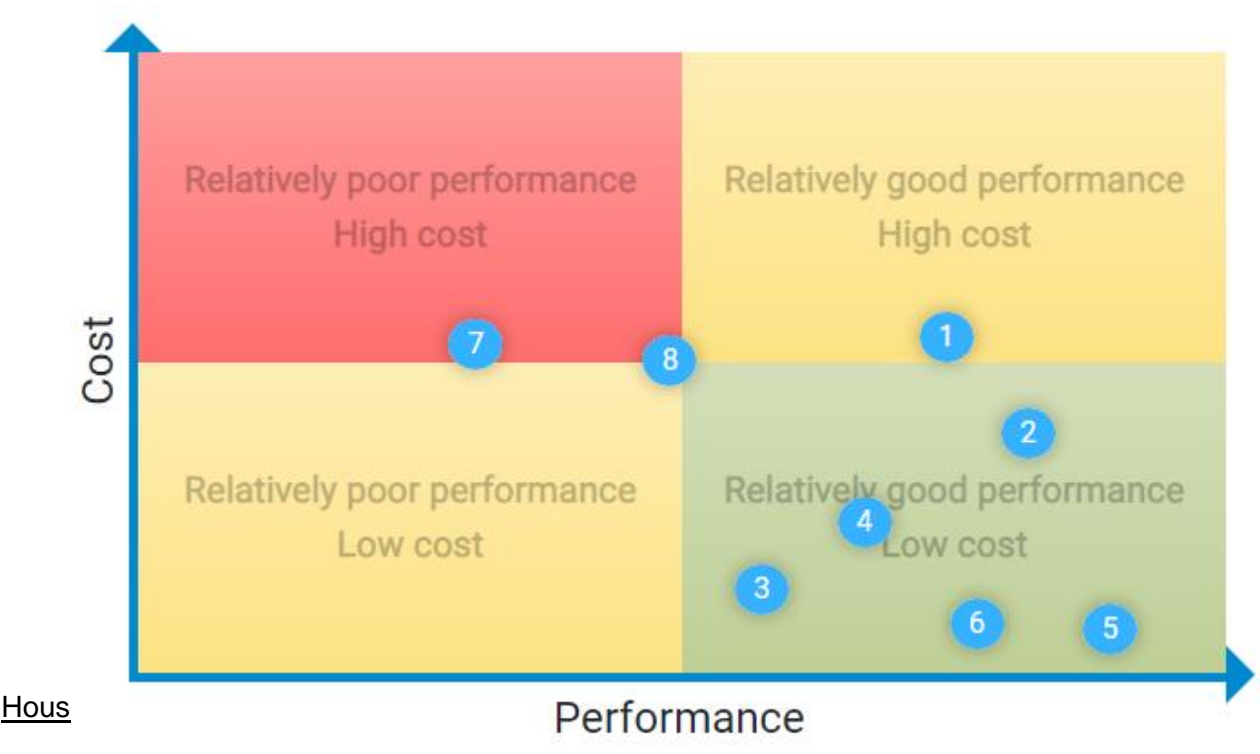 Relatively poor performance
High cost
Relatively good performance
High cost
7
8
1
Cost
2
Relatively poor performance
Low cost
Relatively good performance
Low cost
4
3
6
5
Hous
Performance